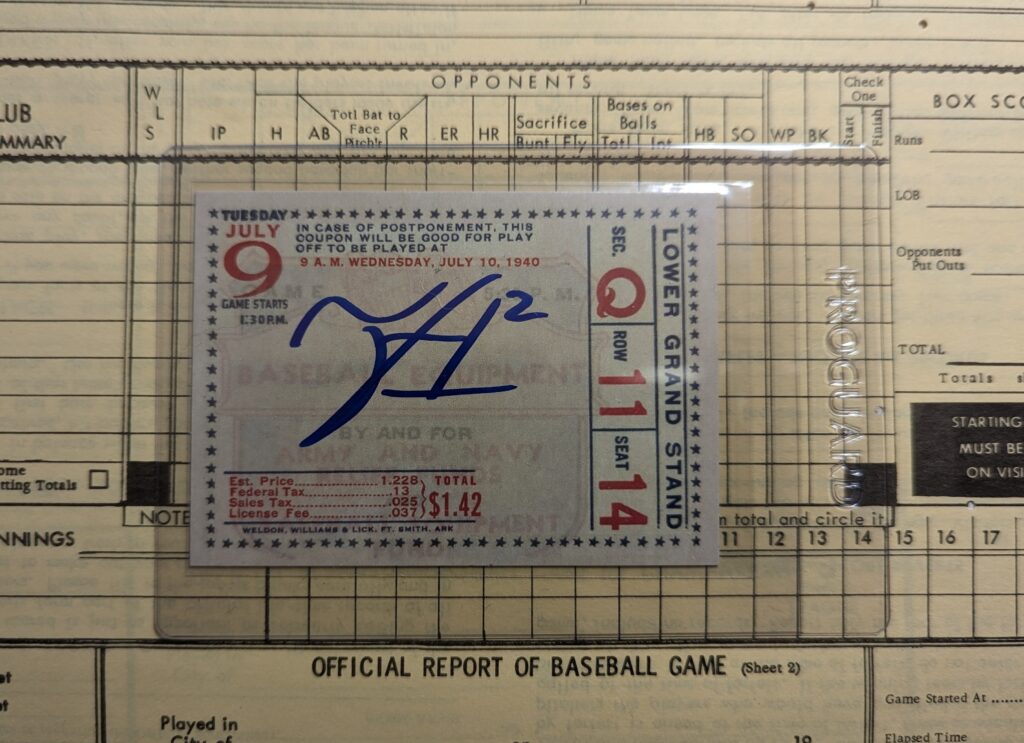 OPPONENTS
WLS
IP H AB Totl Bat to Face Pitch'r R ER HR Sacrifice Bunt Fly Bases on Balls Totl Int HB SO WP BK Check One Start Finish
MMARY
Runs
LOB
Opponents Put Outs
TOTAL
Totals
STARTING
MUST BE
ON VISI
PROGUARD
TUESDAY
JULY
9
GAME STARTS
1:30 P.M.
IN CASE OF POSTPONEMENT, THIS
COUPON WILL BE GOOD FOR PLAY
OFF TO BE PLAYED AT
9 A.M. WEDNESDAY, JULY 10, 1940
BASEBALL EQUIPMENT
BY AND FOR
ARMY AND NAVY
Est. Price 1.228
Federal Tax .13
Sales Tax .025
License Fee .037
TOTAL
$1.42
WELDON, WILLIAMS & LICK, FT. SMITH, ARK
SEC.
Q
ROW
11
SEAT
14
LOWER GRAND STAND
tting Totals
NOTE
total and circle it
NNINGS
11 12 13 14 15 16 17
OFFICIAL REPORT OF BASEBALL GAME (Sheet 2)
Played in
City of
19
Game Started At
Elapsed Time